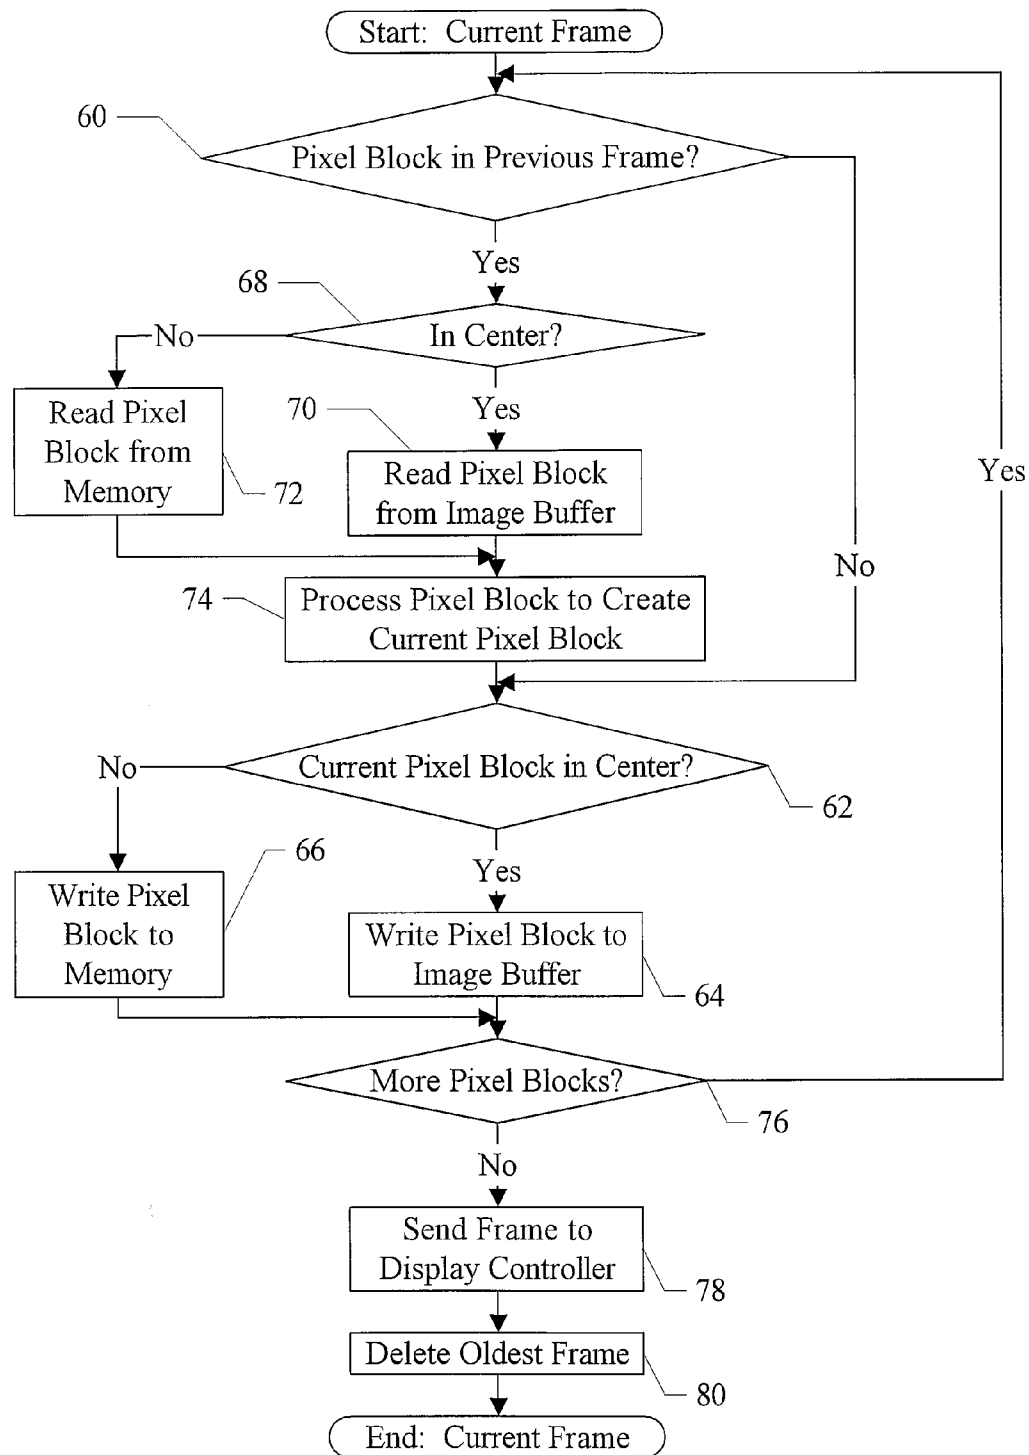 Start: Current Frame
60
Pixel Block in Previous Frame?
Yes
68
In Center?
No
Read Pixel
Block from
Memory
72
Yes
70
Read Pixel Block
from Image Buffer
Yes
No
74
Process Pixel Block to Create
Current Pixel Block
Current Pixel Block in Center?
No
62
66
Yes
Write Pixel
Block to
Memory
Write Pixel Block to
Image Buffer
64
More Pixel Blocks?
76
No
Send Frame to
Display Controller
78
Delete Oldest Frame
80
End: Current Frame